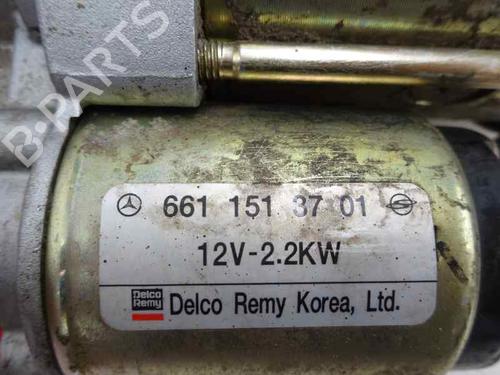 B-PARTS
661 151 37 01
12V-2.2KW
Delco
Remy
Delco Remy Korea, Ltd.